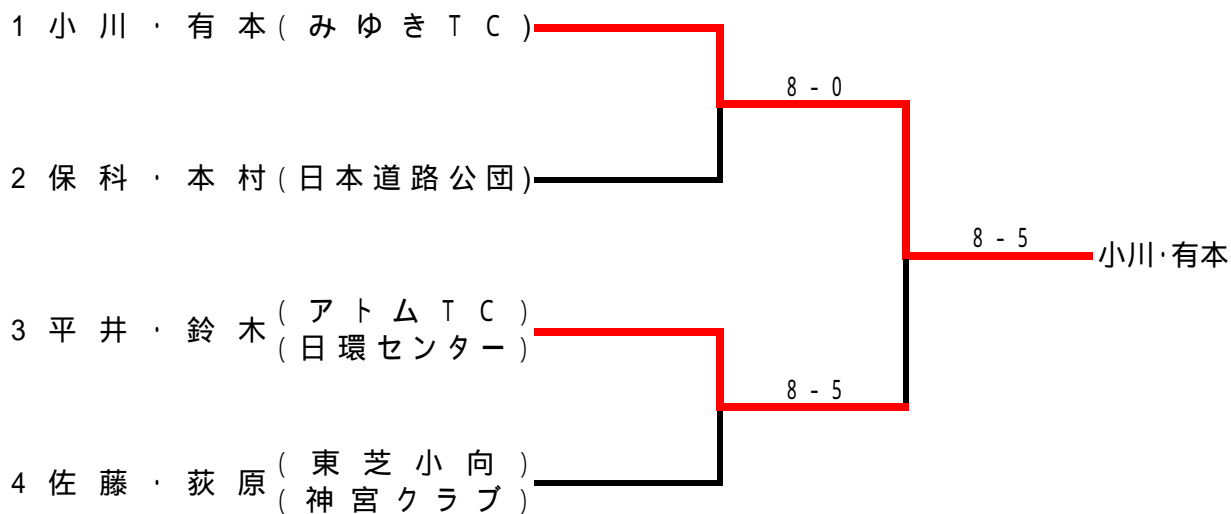 1 小川・有本(みゆきTC)
8-0
2 保科・本村(日本道路公団)
8-5
小川・有本
3 平井・鈴木(アトムTC)
(日環センター)
8-5
4 佐藤・荻原(東芝小向)
(神宮クラブ)